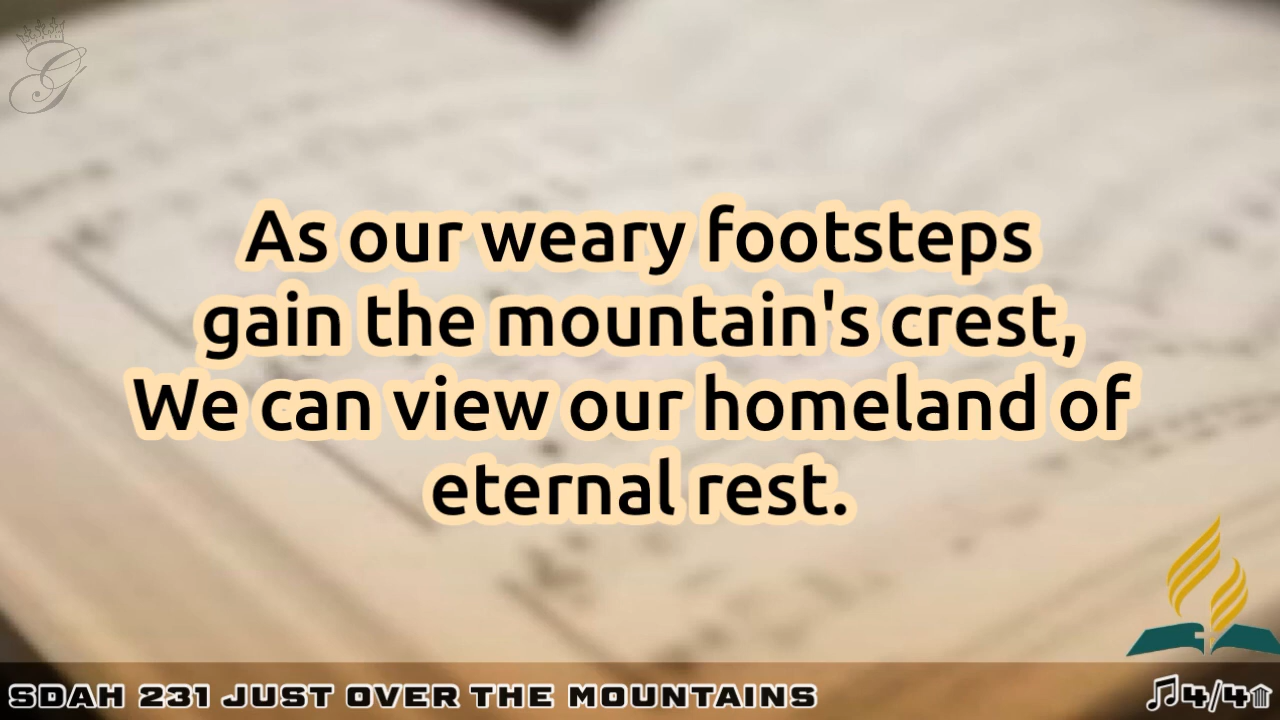 As our weary footsteps
gain the mountain's crest,
We can view our homeland of
eternal rest.
SDAH 231 JUST OVER THE MOUNTAINS
4/4